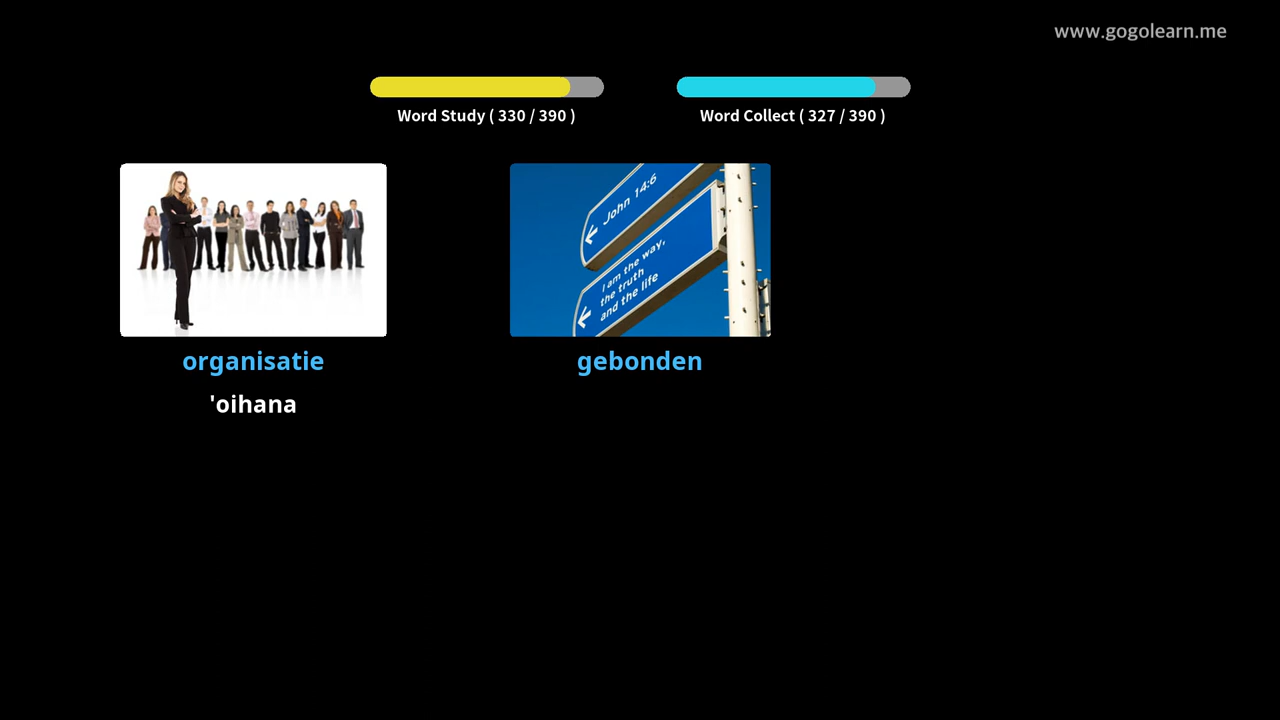 www.gogolearn.me
Word Study ( 330 / 390 )
Word Collect ( 327 / 390 )
John 14:6
I am the way,
the truth
and the life
organisatie
gebonden
'oihana